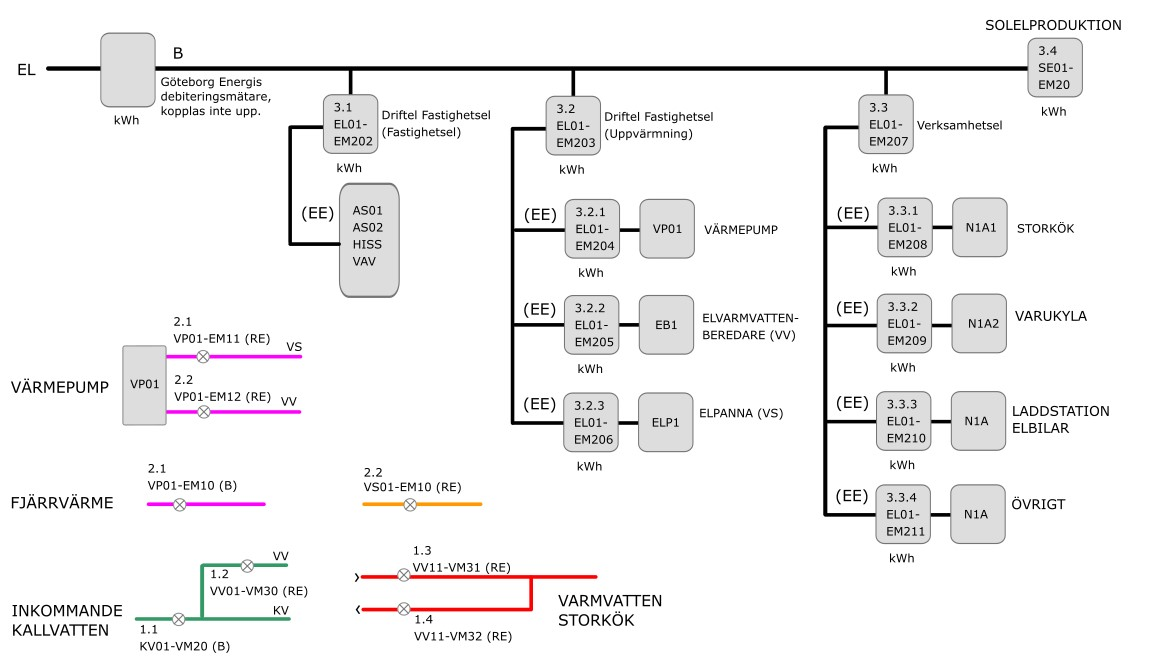 SOLELPRODUKTION
EL
B
Göteborg Energis
debiteringsmätare,
kopplas inte upp.
kWh
3.1
EL01-
EM202
Driftel Fastighetsel
(Fastighetsel)
kWh
(EE)
AS01
AS02
HISS
VAV
3.2
EL01-
EM203
Driftel Fastighetsel
(Uppvärmning)
kWh
(EE)
3.2.1
EL01-
EM204
VP01
VÄRMEPUMP
kWh
(EE)
3.2.2
EL01-
EM205
EB1
ELVARMVATTEN-
BEREDARE (VV)
kWh
(EE)
3.2.3
EL01-
EM206
ELP1
ELPANNA (VS)
kWh
3.3
EL01-
EM207
Verksamhetsel
kWh
(EE)
3.3.1
EL01-
EM208
N1A1
STORKÖK
kWh
(EE)
3.3.2
EL01-
EM209
N1A2
VARUKYLA
kWh
(EE)
3.3.3
EL01-
EM210
N1A
LADDSTATION
ELBILAR
kWh
(EE)
3.3.4
EL01-
EM211
N1A
ÖVRIGT
kWh
3.4
SE01-
EM20
kWh
VÄRMEPUMP
VP01
2.1
VP01-EM11 (RE)
VS
2.2
VP01-EM12 (RE)
VV
FJÄRRVÄRME
2.1
VP01-EM10 (B)
2.2
VS01-EM10 (RE)
INKOMMANDE
KALLVATTEN
VV
1.2
VV01-VM30 (RE)
KV
1.1
KV01-VM20 (B)
1.3
VV11-VM31 (RE)
1.4
VV11-VM32 (RE)
VARMVATTEN
STORKÖK